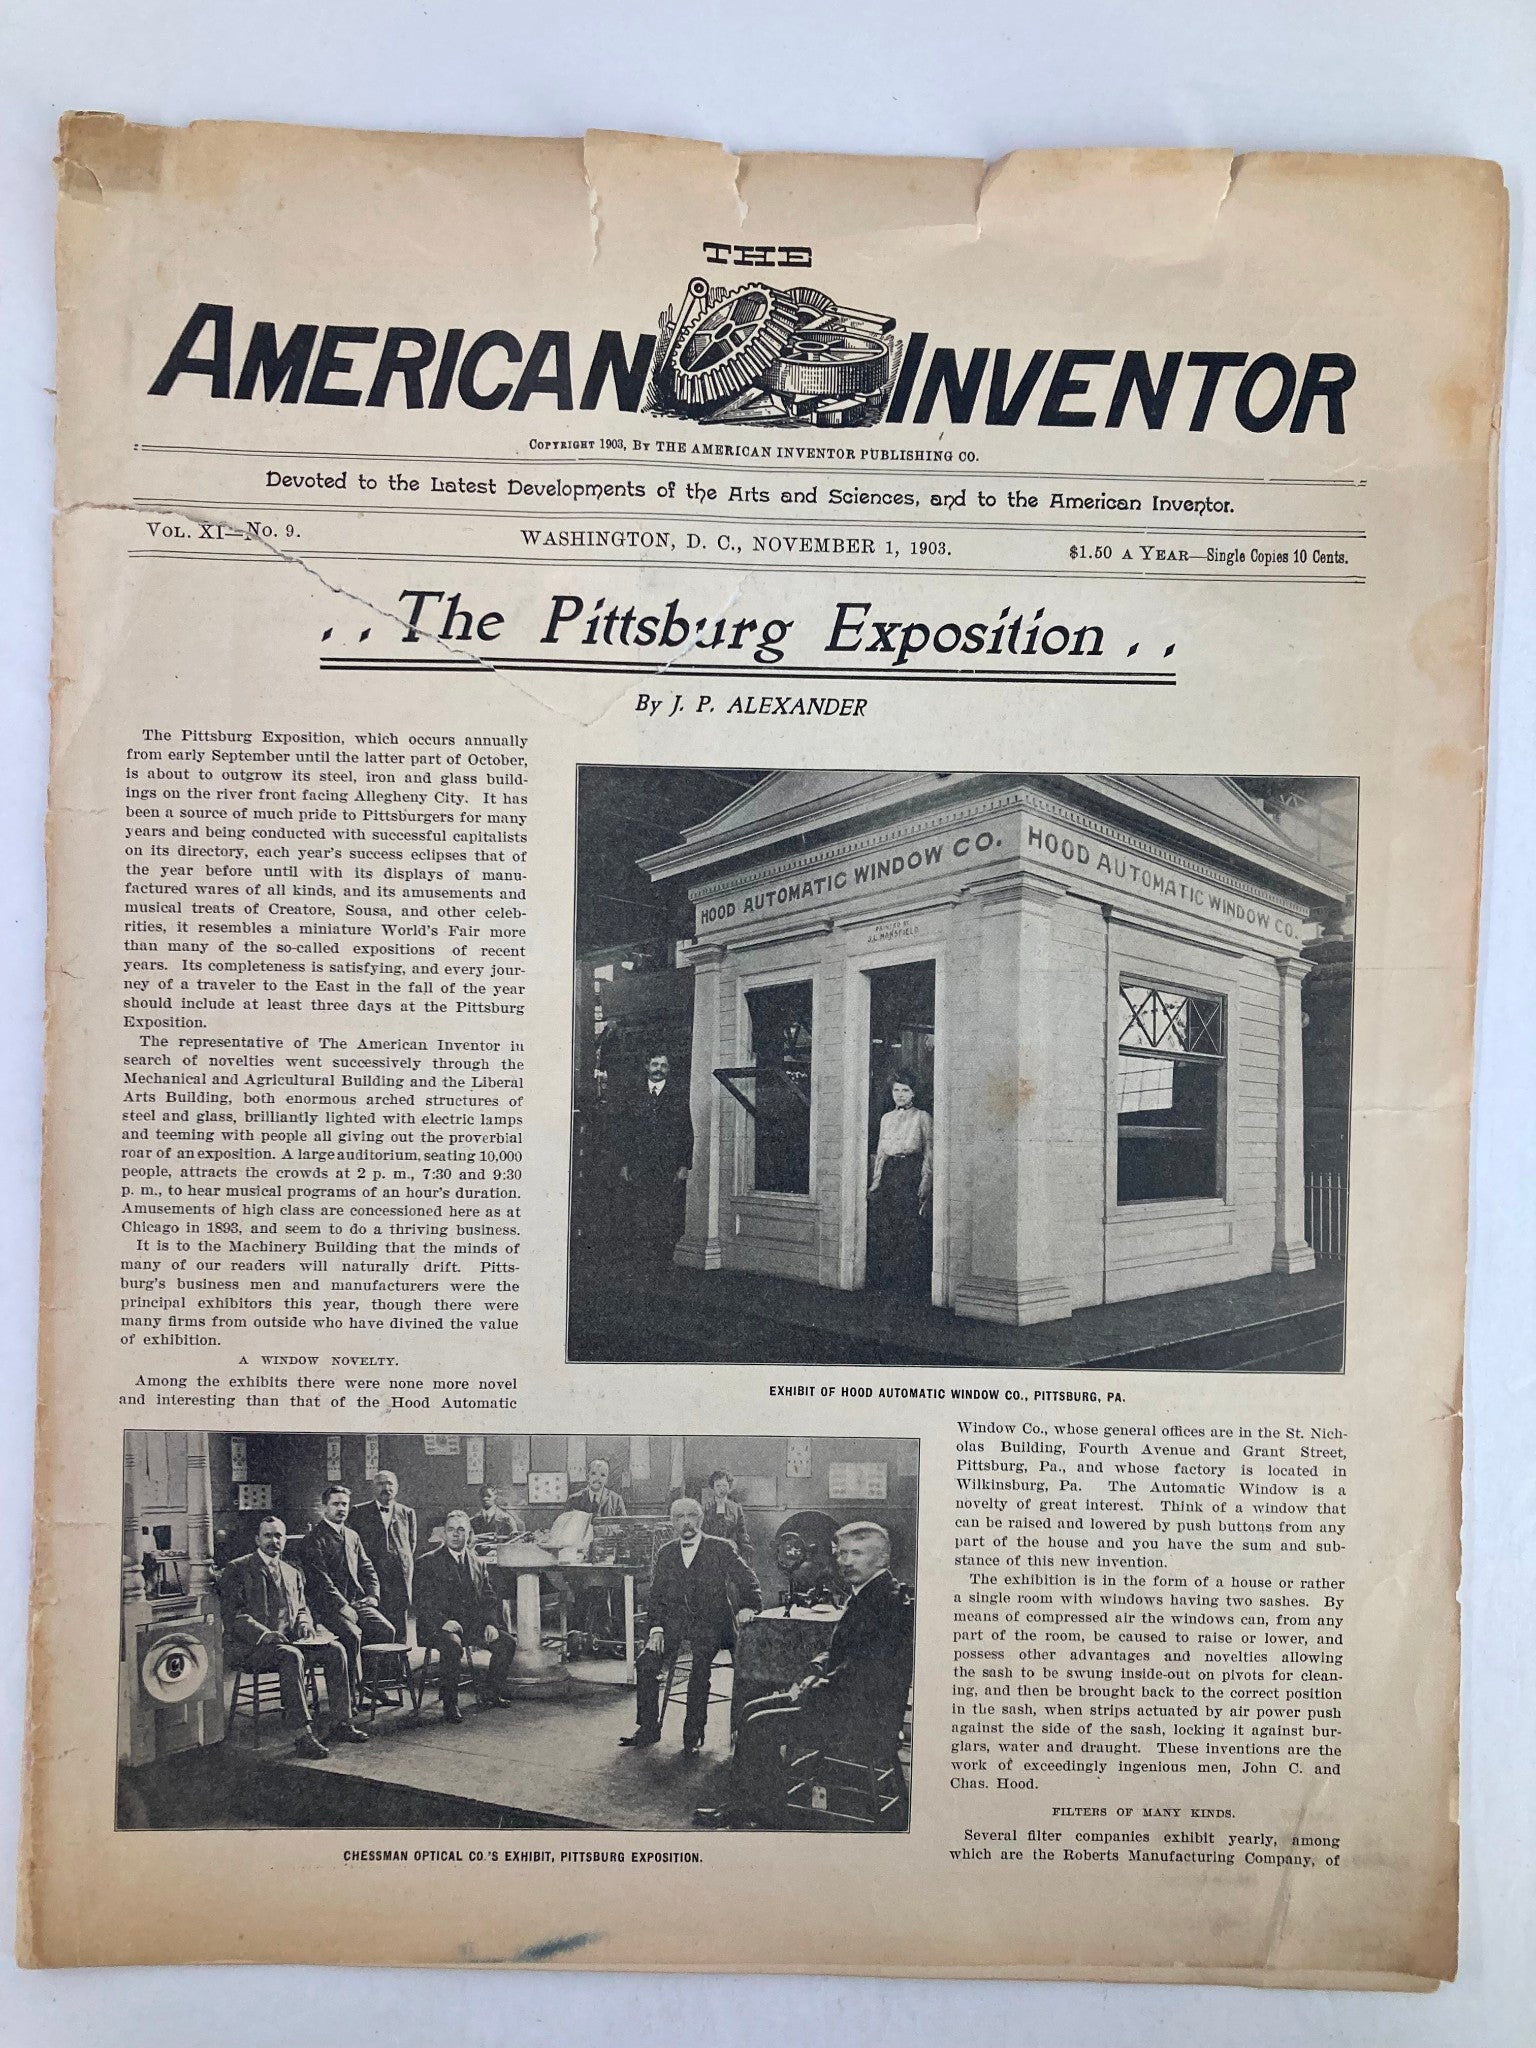 THE
AMERICAN INVENTOR
COPYRIGHT 1903, BY THE AMERICAN INVENTOR PUBLISHING CO.
Devoted to the Latest Developments of the Arts and Sciences, and to the American Inventor.
VOL. XI—No. 9. WASHINGTON, D. C., NOVEMBER 1, 1903. $1.50 A YEAR—Single Copies 10 Cents.
. . The Pittsburg Exposition . .
By J. P. ALEXANDER
The Pittsburg Exposition, which occurs annually
from early September until the latter part of October,
is about to outgrow its steel, iron and glass build-
ings on the river front facing Allegheny City. It has
been a source of much pride to Pittsburgers for many
years and being conducted with successful capitalists
on its directory, each year's success eclipses that of
the year before until with its displays of manu-
factured wares of all kinds, and its amusements and
musical treats of Creatore, Sousa, and other celeb-
rities, it resembles a miniature World's Fair more
than many of the so-called expositions of recent
years. Its completeness is satisfying, and every jour-
ney of a traveler to the East in the fall of the year
should include at least three days at the Pittsburg
Exposition.
The representative of The American Inventor in
search of novelties went successively through the
Mechanical and Agricultural Building and the Liberal
Arts Building, both enormous arched structures of
steel and glass, brilliantly lighted with electric lamps
and teeming with people all giving out the proverbial
roar of an exposition. A large auditorium, seating 10,000
people, attracts the crowds at 2 p. m., 7:30 and 9:30
p. m., to hear musical programs of an hour's duration.
Amusements of high class are concessioned here as at
Chicago in 1893, and seem to do a thriving business.
It is to the Machinery Building that the minds of
many of our readers will naturally drift. Pitts-
burg's business men and manufacturers were the
principal exhibitors this year, though there were
many firms from outside who have divined the value
of exhibition.
A WINDOW NOVELTY.
Among the exhibits there were none more novel
and interesting than that of the Hood Automatic
HOOD AUTOMATIC WINDOW CO.
HOOD AUTOMATIC WINDOW CO.
PAINTED BY
J.L. MANSFIELD
EXHIBIT OF HOOD AUTOMATIC WINDOW CO., PITTSBURG, PA.
CHESSMAN OPTICAL CO.'S EXHIBIT, PITTSBURG EXPOSITION.
Window Co., whose general offices are in the St. Nich-
olas Building, Fourth Avenue and Grant Street,
Pittsburg, Pa., and whose factory is located in
Wilkinsburg, Pa. The Automatic Window is a
novelty of great interest. Think of a window that
can be raised and lowered by push buttons from any
part of the house and you have the sum and sub-
stance of this new invention.
The exhibition is in the form of a house or rather
a single room with windows having two sashes. By
means of compressed air the windows can, from any
part of the room, be caused to raise or lower, and
possess other advantages and novelties allowing
the sash to be swung inside-out on pivots for clean-
ing, and then be brought back to the correct position
in the sash, when strips actuated by air power push
against the side of the sash, locking it against bur-
glars, water and draught. These inventions are the
work of exceedingly ingenious men, John C. and
Chas. Hood.
FILTERS OF MANY KINDS.
Several filter companies exhibit yearly, among
which are the Roberts Manufacturing Company, of